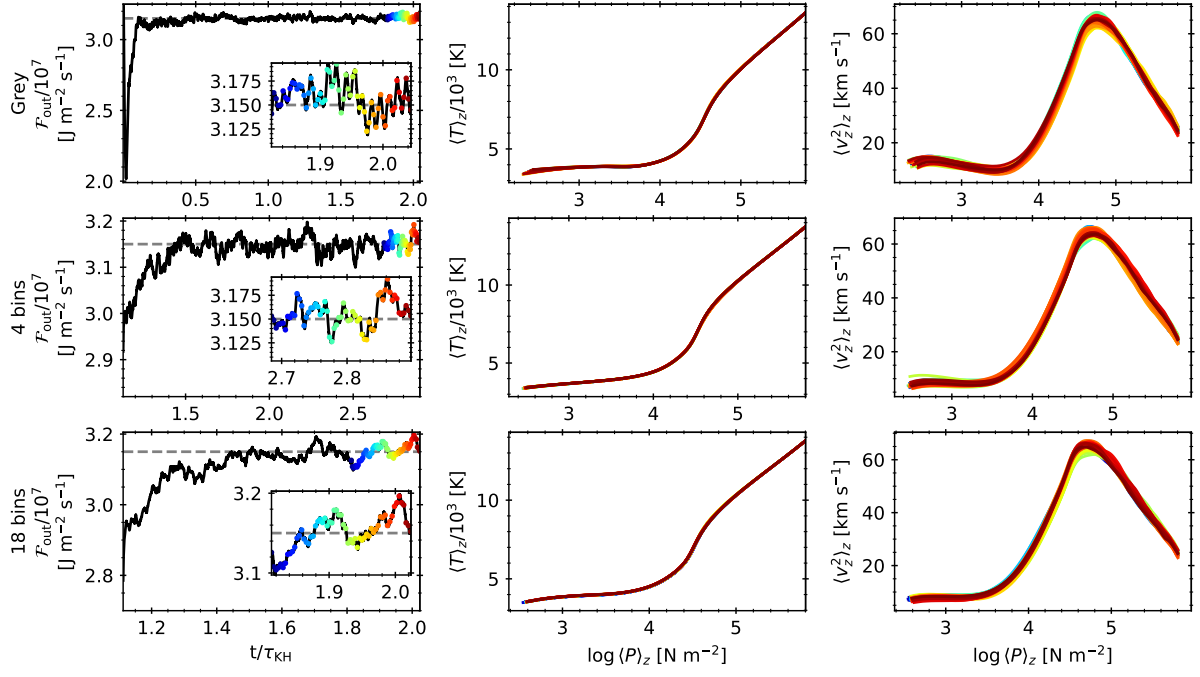 Grey
F_out/10^7
[J m^−2 s^−1]
3.0
2.5
2.0
0.5 1.0 1.5 2.0
3.175
3.150
3.125
1.9 2.0
⟨T⟩_z/10^3 [K]
10
5
3 4 5
⟨v_z^2⟩_z [km s^−1]
60
40
20
3 4 5
4 bins
F_out/10^7
[J m^−2 s^−1]
3.2
3.1
3.0
2.9
1.5 2.0 2.5
3.175
3.150
3.125
2.7 2.8
⟨T⟩_z/10^3 [K]
10
5
3 4 5
⟨v_z^2⟩_z [km s^−1]
60
40
20
3 4 5
18 bins
F_out/10^7
[J m^−2 s^−1]
3.2
3.0
2.8
1.2 1.4 1.6 1.8 2.0
t/τ_KH
3.2
3.1
1.9 2.0
⟨T⟩_z/10^3 [K]
10
5
3 4 5
log⟨P⟩_z [N m^−2]
⟨v_z^2⟩_z [km s^−1]
60
40
20
3 4 5
log⟨P⟩_z [N m^−2]